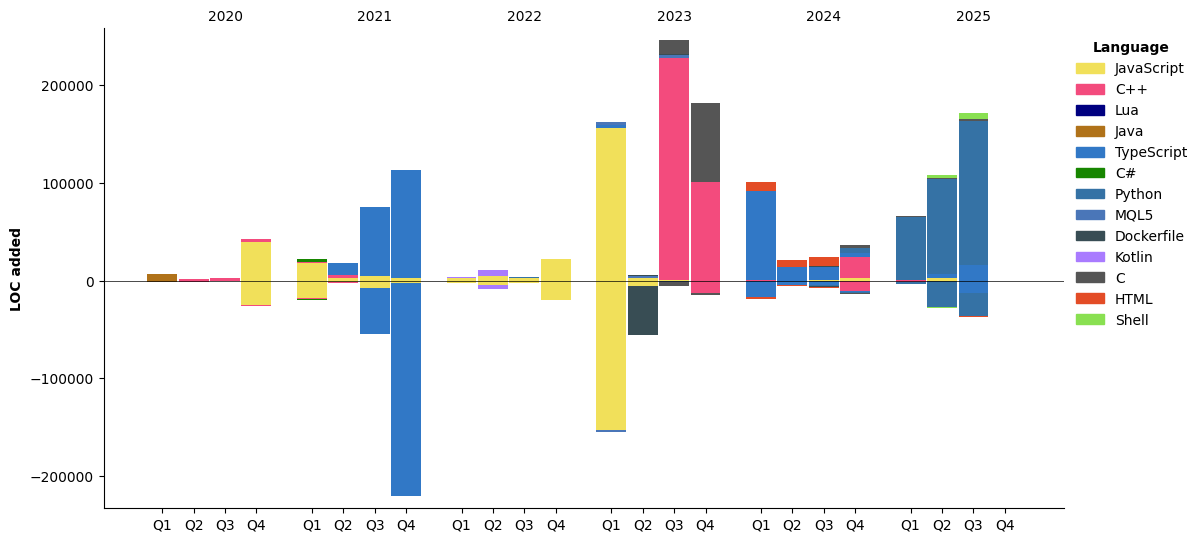 2020 2021 2022 2023 2024 2025
LOC added
200000
100000
0
−100000
−200000
Q1 Q2 Q3 Q4 Q1 Q2 Q3 Q4 Q1 Q2 Q3 Q4 Q1 Q2 Q3 Q4 Q1 Q2 Q3 Q4 Q1 Q2 Q3 Q4
Language
JavaScript
C++
Lua
Java
TypeScript
C#
Python
MQL5
Dockerfile
Kotlin
C
HTML
Shell